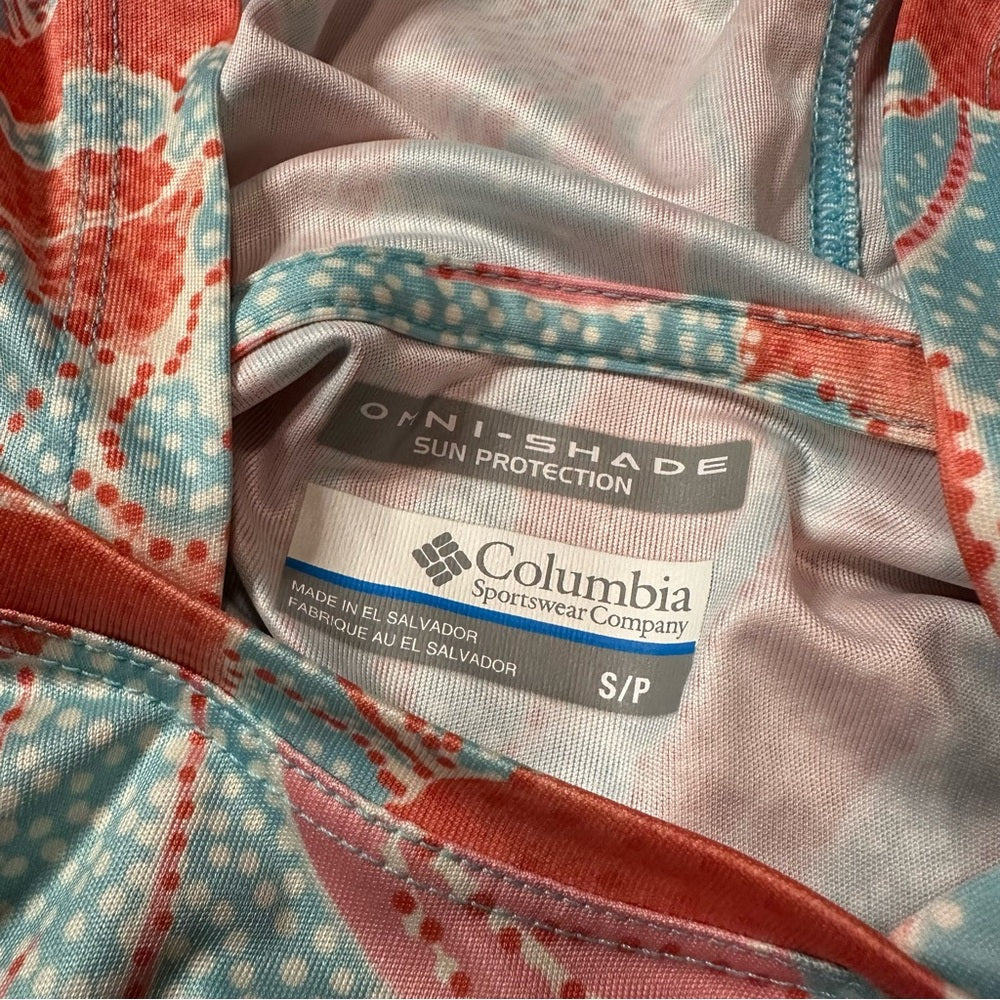 OMNI-SHADE
SUN PROTECTION
Columbia
Sportswear Company
MADE IN EL SALVADOR
FABRIQUE AU EL SALVADOR
S/P